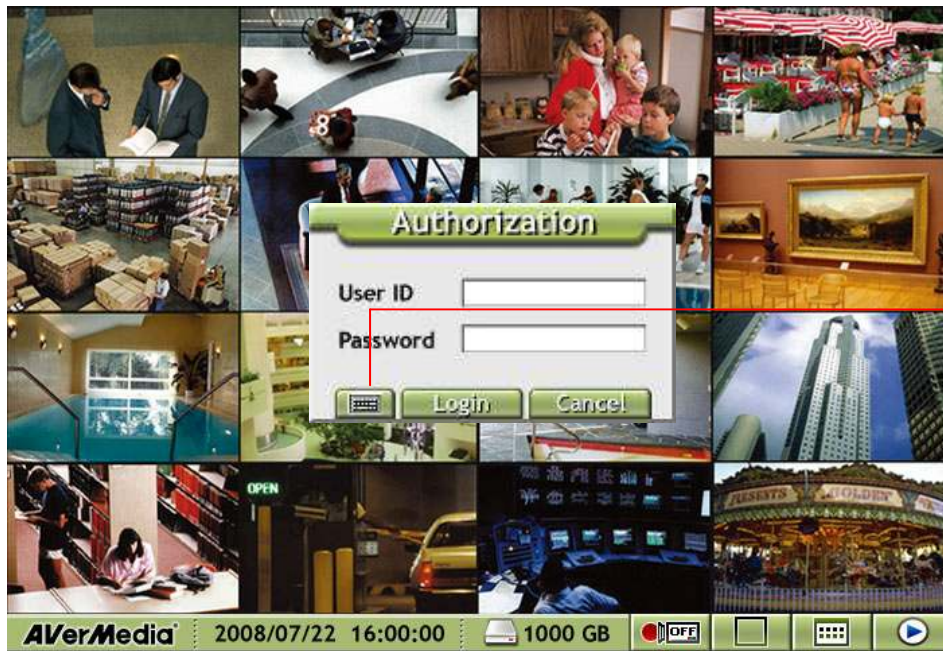 Authorization
User ID
Password
Login Cancel
OPEN
PRESENTS GOLDEN
AVerMedia 2008/07/22 16:00:00 1000 GB OFF